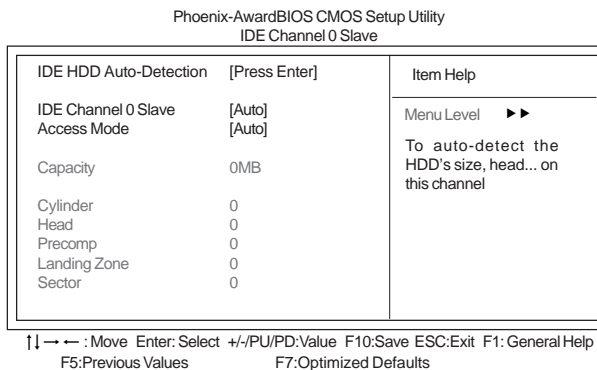 Phoenix-AwardBIOS CMOS Setup Utility
IDE Channel 0 Slave
IDE HDD Auto-Detection [Press Enter]
IDE Channel 0 Slave [Auto]
Access Mode [Auto]
Capacity 0MB
Cylinder 0
Head 0
Precomp 0
Landing Zone 0
Sector 0
Item Help
Menu Level ▶▶
To auto-detect the
HDD's size, head... on
this channel
↑↓→← : Move Enter: Select +/-/PU/PD:Value F10:Save ESC:Exit F1: General Help
F5:Previous Values F7:Optimized Defaults